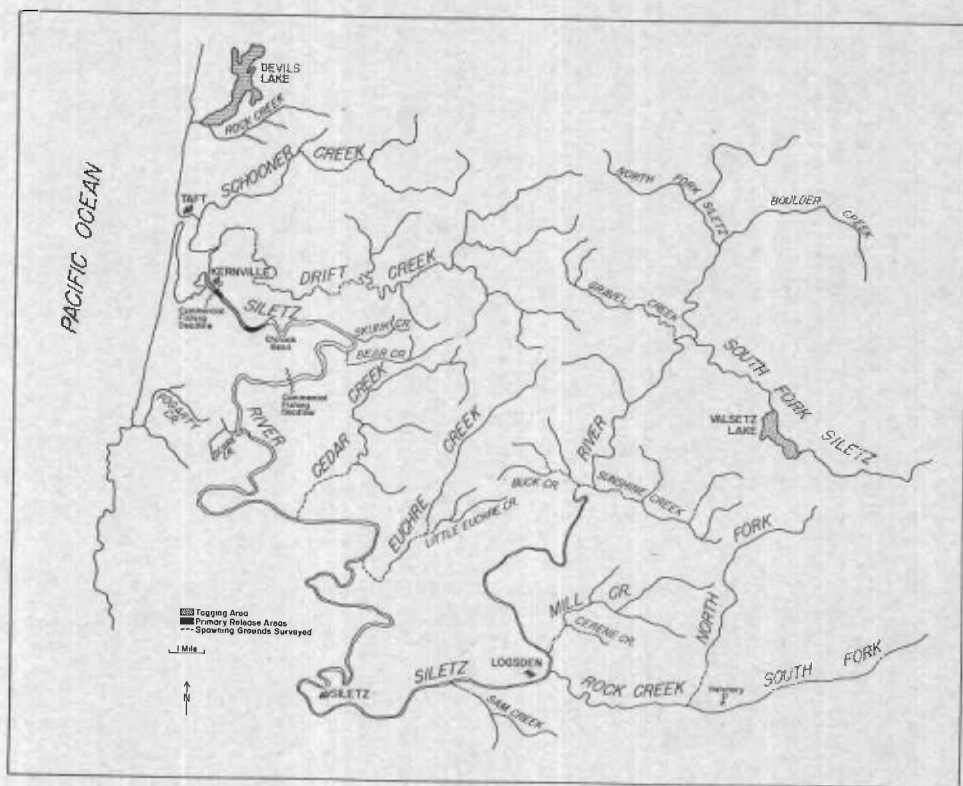 DEVILS
LAKE
ROCK CREEK
SCHOONER CREEK
PACIFIC OCEAN
TAFT
NORTH FORK SILETZ
BOULDER CREEK
KERNVILLE
DRIFT CREEK
Commercial
Fishing
Deadline
SILETZ
SKUNK CR.
BEAR CR.
GRAVEL CREEK
SOUTH FORK SILETZ
Commercial
Fishing
Deadline
VALSETZ
LAKE
FOGARTY
CR.
RIVER
CEDAR CREEK
EUCHRE CREEK
LITTLE EUCHRE CR.
BUCK CR.
RIVER
SUNSHINE CREEK
NORTH FORK
MILL CR.
CERENE CR.
Tagging Area
Primary Release Areas
Spawning Grounds Surveyed
1 Mile
N
SILETZ
SILETZ
LOGSDEN
SAM CREEK
ROCK CREEK
Hatchery
SOUTH FORK